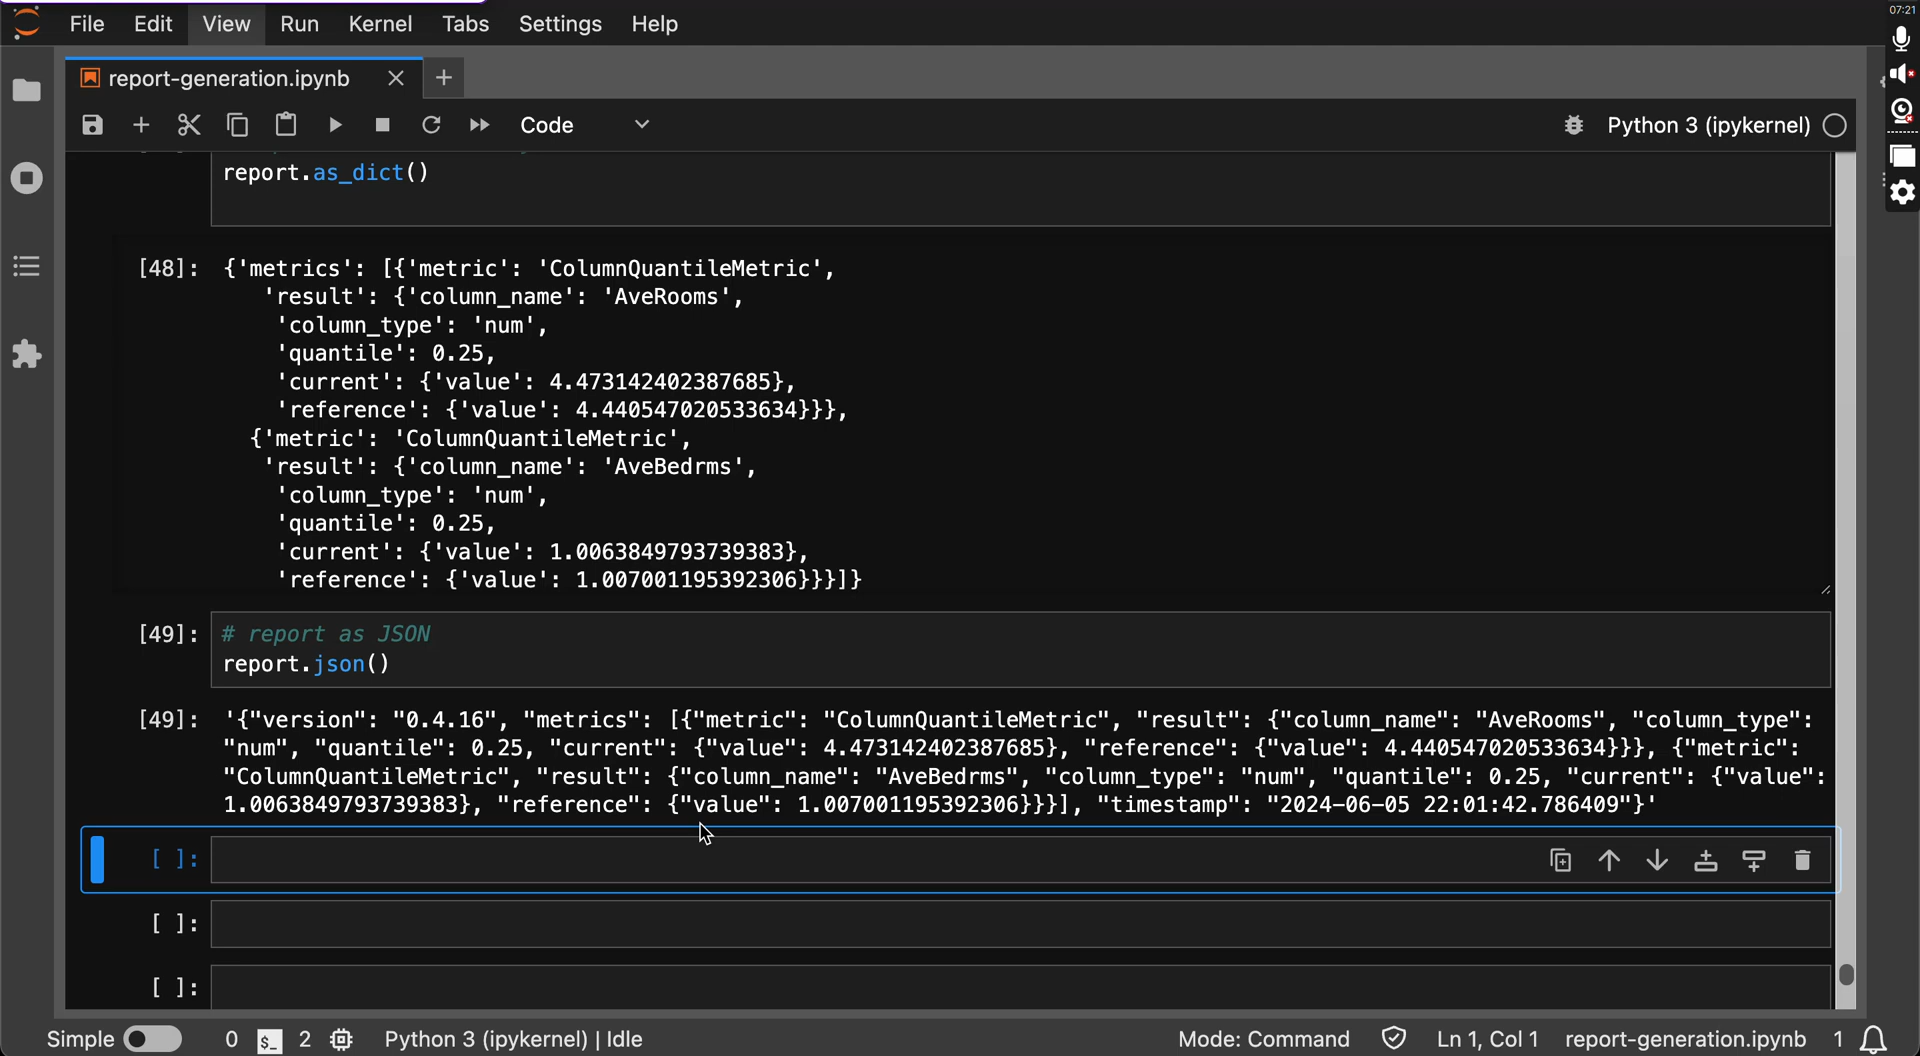 07:21
File Edit View Run Kernel Tabs Settings Help
report-generation.ipynb
Code
Python 3 (ipykernel)
report.as_dict()
[48]: {'metrics': [{'metric': 'ColumnQuantileMetric',
'result': {'column_name': 'AveRooms',
'column_type': 'num',
'quantile': 0.25,
'current': {'value': 4.473142402387685},
'reference': {'value': 4.440547020533634}}},
{'metric': 'ColumnQuantileMetric',
'result': {'column_name': 'AveBedrms',
'column_type': 'num',
'quantile': 0.25,
'current': {'value': 1.0063849793739383},
'reference': {'value': 1.007001195392306}}}]}
[49]: # report as JSON
report.json()
[49]: '{"version": "0.4.16", "metrics": [{"metric": "ColumnQuantileMetric", "result": {"column_name": "AveRooms", "column_type":
"num", "quantile": 0.25, "current": {"value": 4.473142402387685}, "reference": {"value": 4.440547020533634}}}, {"metric":
"ColumnQuantileMetric", "result": {"column_name": "AveBedrms", "column_type": "num", "quantile": 0.25, "current": {"value":
1.0063849793739383}, "reference": {"value": 1.007001195392306}}}], "timestamp": "2024-06-05 22:01:42.786409"}'
[ ]:
[ ]:
[ ]:
Simple 0 $_ 2 Python 3 (ipykernel) | Idle Mode: Command Ln 1, Col 1 report-generation.ipynb 1